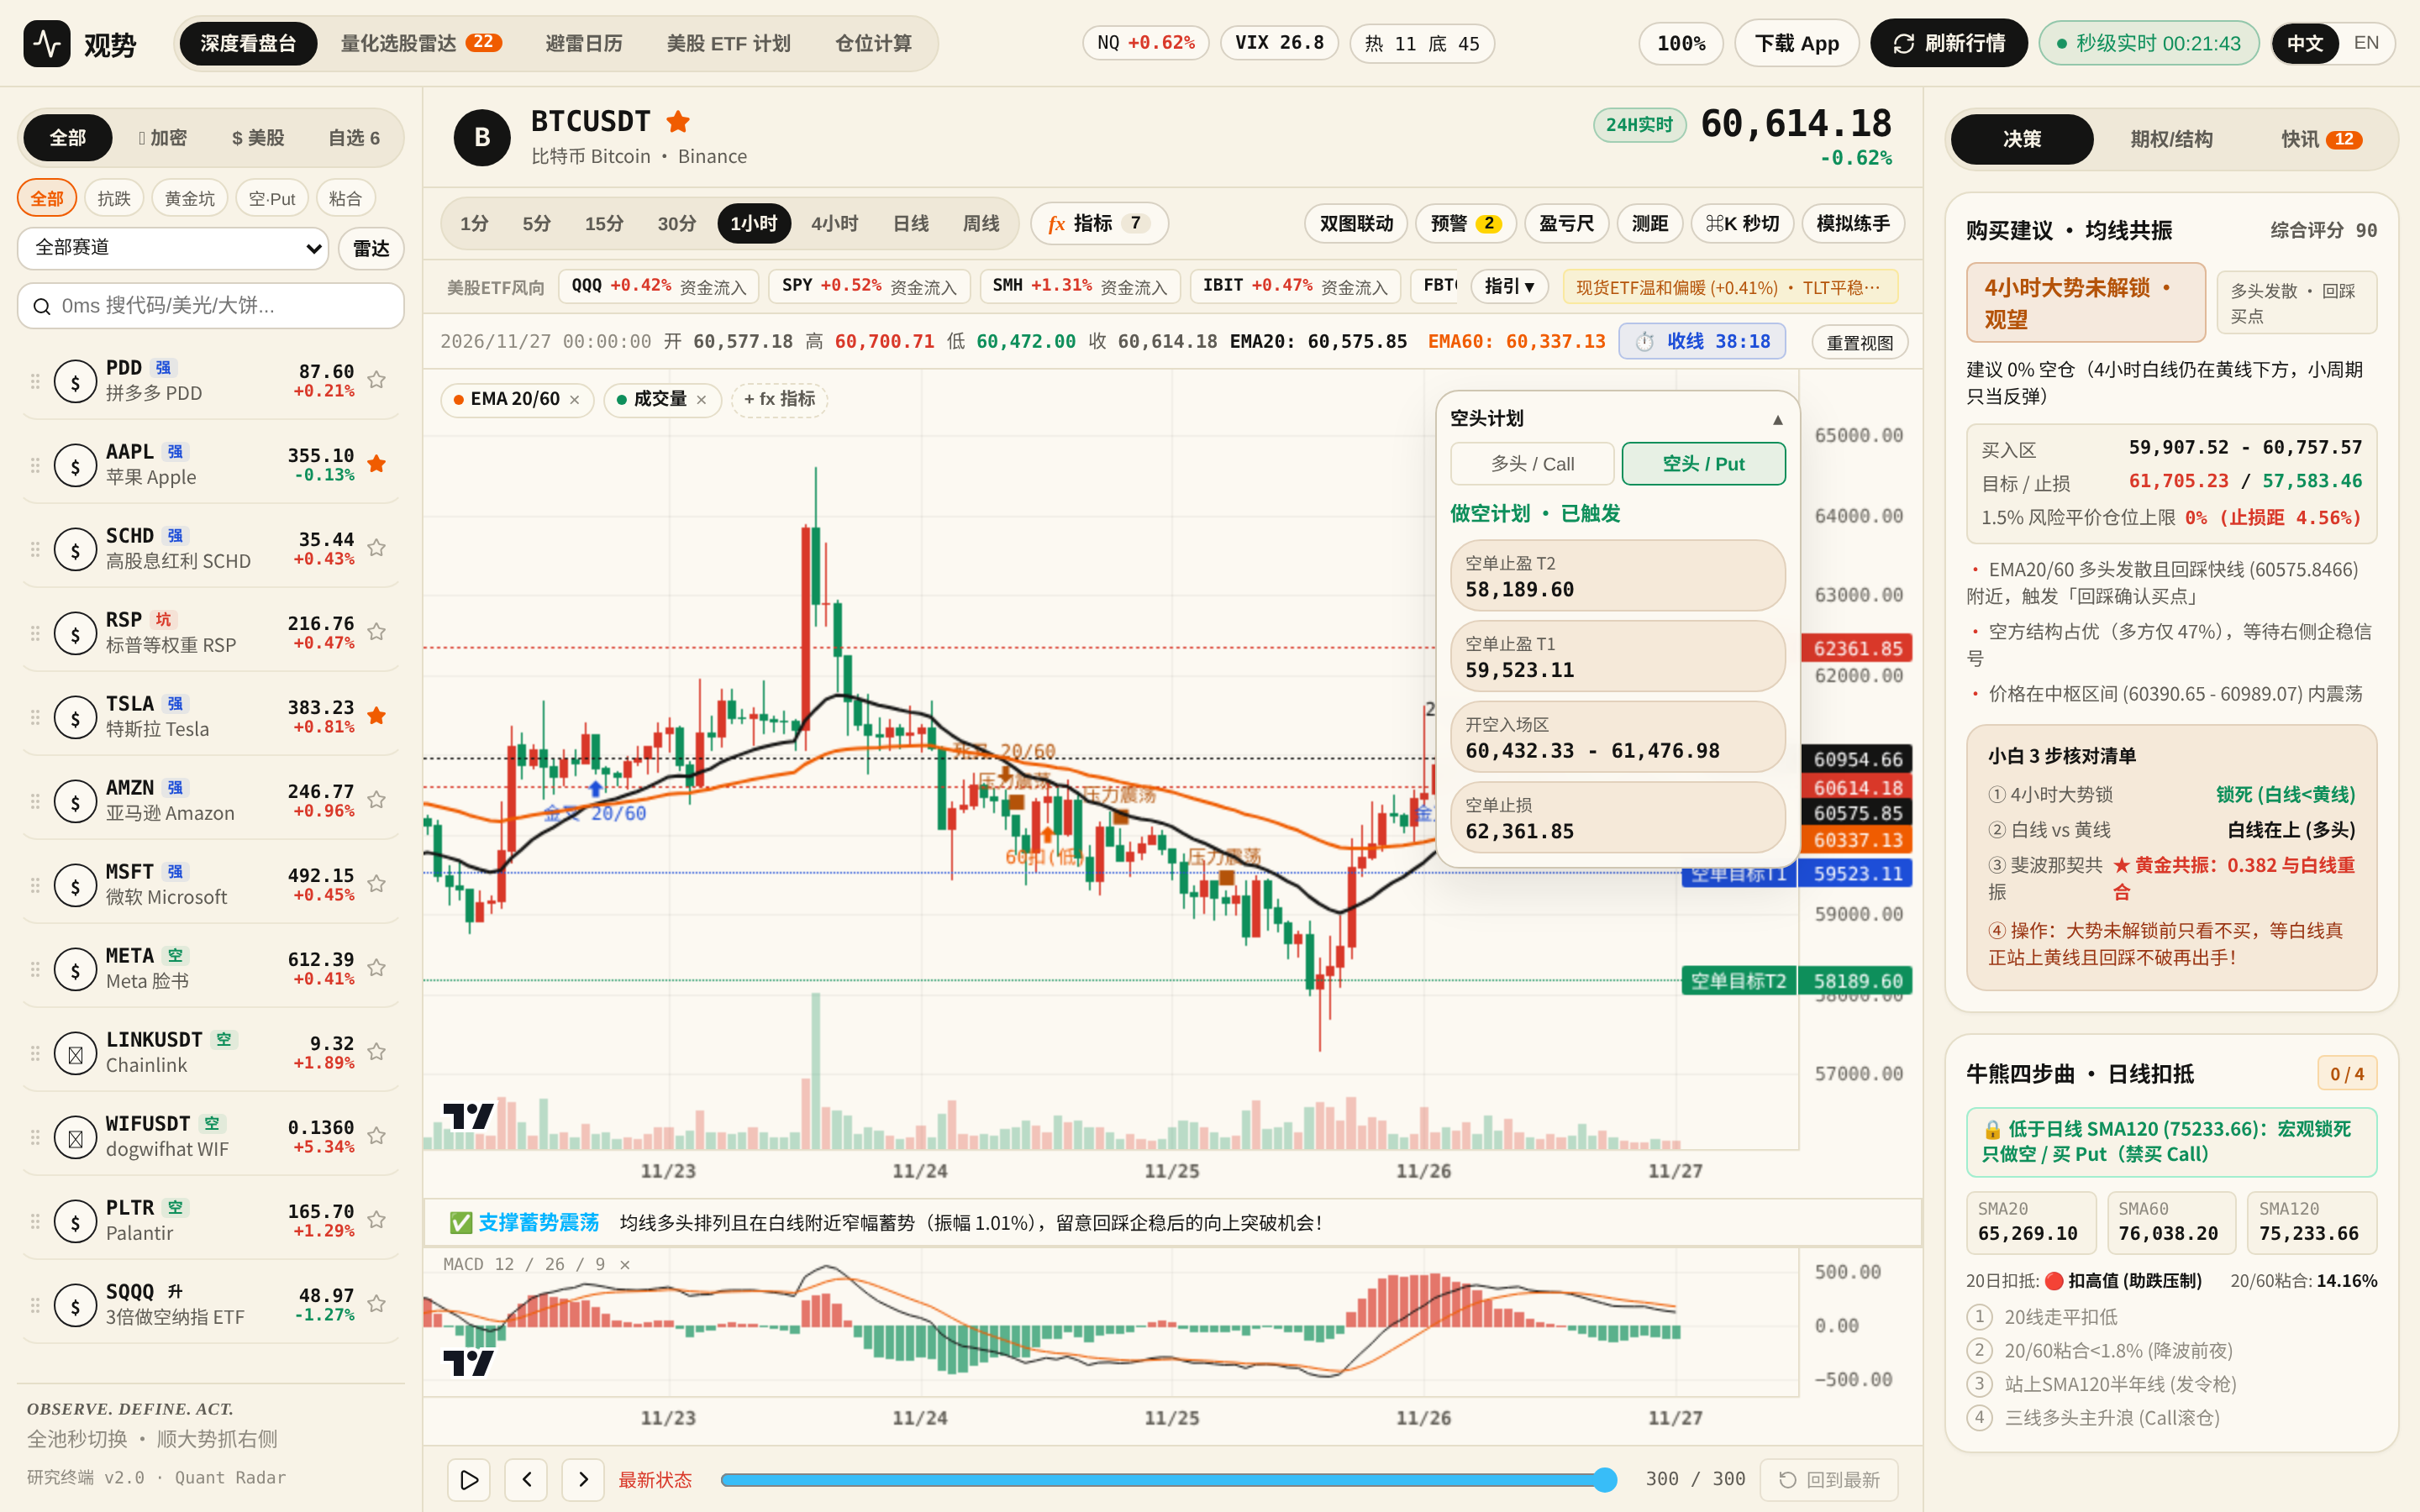 观势
深度看盘台
量化选股雷达 22
避雷日历
美股 ETF 计划
仓位计算
NQ +0.62%
VIX 26.8
热 11 底 45
100%
下载 App
刷新行情
秒级实时 00:21:43
中文
EN
全部
加密
$ 美股
自选 6
全部
抗跌
黄金坑
空·Put
粘合
全部赛道
雷达
0ms 搜代码/美光/大饼...
PDD 强
拼多多 PDD
87.60
+0.21%
AAPL 强
苹果 Apple
355.10
-0.13%
SCHD 强
高股息红利 SCHD
35.44
+0.43%
RSP 坑
标普等权重 RSP
216.76
+0.47%
TSLA 强
特斯拉 Tesla
383.23
+0.81%
AMZN 强
亚马逊 Amazon
246.77
+0.96%
MSFT 强
微软 Microsoft
492.15
+0.45%
META 空
Meta 脸书
612.39
+0.41%
LINKUSDT 空
Chainlink
9.32
+1.89%
WIFUSDT 空
dogwifhat WIF
0.1360
+5.34%
PLTR 空
Palantir
165.70
+1.29%
SQQQ 升
3倍做空纳指 ETF
48.97
-1.27%
OBSERVE. DEFINE. ACT.
全池秒切换 • 顺大势抓右侧
研究终端 v2.0 · Quant Radar
B
BTCUSDT
比特币 Bitcoin • Binance
24H实时
60,614.18
-0.62%
1分 5分 15分 30分 1小时 4小时 日线 周线
fx 指标 7
双图联动
预警 2
盈亏尺
测距
⌘K 秒切
模拟练手
美股ETF风向
QQQ +0.42% 资金流入
SPY +0.52% 资金流入
SMH +1.31% 资金流入
IBIT +0.47% 资金流入
FBT
指引 ▾
现货ETF温和偏暖 (+0.41%) • TLT平稳…
2026/11/27 00:00:00 开 60,577.18 高 60,700.71 低 60,472.00 收 60,614.18 EMA20: 60,575.85 EMA60: 60,337.13
收线 38:18
重置视图
EMA 20/60 ×
成交量 ×
+ fx 指标
空头计划 ▲
多头 / Call
空头 / Put
做空计划 • 已触发
空单止盈 T2
58,189.60
空单止盈 T1
59,523.11
开空入场区
60,432.33 - 61,476.98
空单止损
62,361.85
65000.00
64000.00
63000.00
62361.85
62000.00
60954.66
60614.18
60575.85
60337.13
空单目标T1 59523.11
59000.00
空单目标T2 58189.60
58000.00
57000.00
死叉 20/60
压力震荡
压力震荡
金叉 20/60
60扣(低)
压力震荡
2
金
11/23 11/24 11/25 11/26 11/27
✅ 支撑蓄势震荡 均线多头排列且在白线附近窄幅蓄势（振幅 1.01%），留意回踩企稳后的向上突破机会！
MACD 12 / 26 / 9 ×
500.00
0.00
−500.00
11/23 11/24 11/25 11/26 11/27
最新状态
300 / 300
回到最新
决策
期权/结构
快讯 12
购买建议 • 均线共振
综合评分 90
4小时大势未解锁 •
观望
多头发散 • 回踩
买点
建议 0% 空仓（4小时白线仍在黄线下方，小周期
只当反弹）
买入区 59,907.52 - 60,757.57
目标 / 止损 61,705.23 / 57,583.46
1.5% 风险平价仓位上限 0% (止损距 4.56%)
• EMA20/60 多头发散且回踩快线 (60575.8466)
附近，触发「回踩确认买点」
• 空方结构占优（多方仅 47%），等待右侧企稳信
号
• 价格在中枢区间 (60390.65 - 60989.07) 内震荡
小白 3 步核对清单
① 4小时大势锁 锁死 (白线<黄线)
② 白线 vs 黄线 白线在上 (多头)
③ 斐波那契共 ★ 黄金共振：0.382 与白线重
振 合
④ 操作：大势未解锁前只看不买，等白线真
正站上黄线且回踩不破再出手！
牛熊四步曲 • 日线扣抵
0 / 4
🔒 低于日线 SMA120 (75233.66)：宏观锁死
只做空 / 买 Put（禁买 Call）
SMA20
65,269.10
SMA60
76,038.20
SMA120
75,233.66
20日扣抵: 🔴 扣高值 (助跌压制)
20/60粘合: 14.16%
1 20线走平扣低
2 20/60粘合<1.8% (降波前夜)
3 站上SMA120半年线 (发令枪)
4 三线多头主升浪 (Call滚仓)